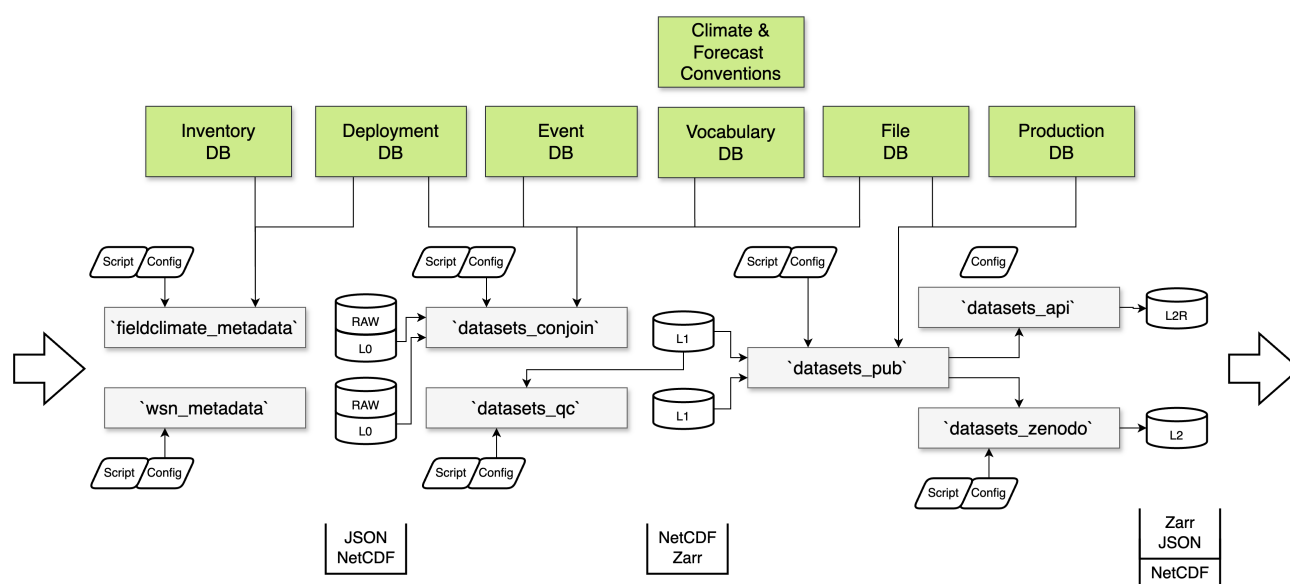 Climate &
Forecast
Conventions
Inventory
DB
Deployment
DB
Event
DB
Vocabulary
DB
File
DB
Production
DB
Script
Config
Script
Config
Script
Config
Config
`fieldclimate_metadata`
RAW
L0
`datasets_conjoin`
L1
`datasets_api`
L2R
`datasets_pub`
`wsn_metadata`
RAW
L0
`datasets_qc`
L1
`datasets_zenodo`
L2
Script
Config
Script
Config
Script
Config
JSON
NetCDF
NetCDF
Zarr
Zarr
JSON
NetCDF